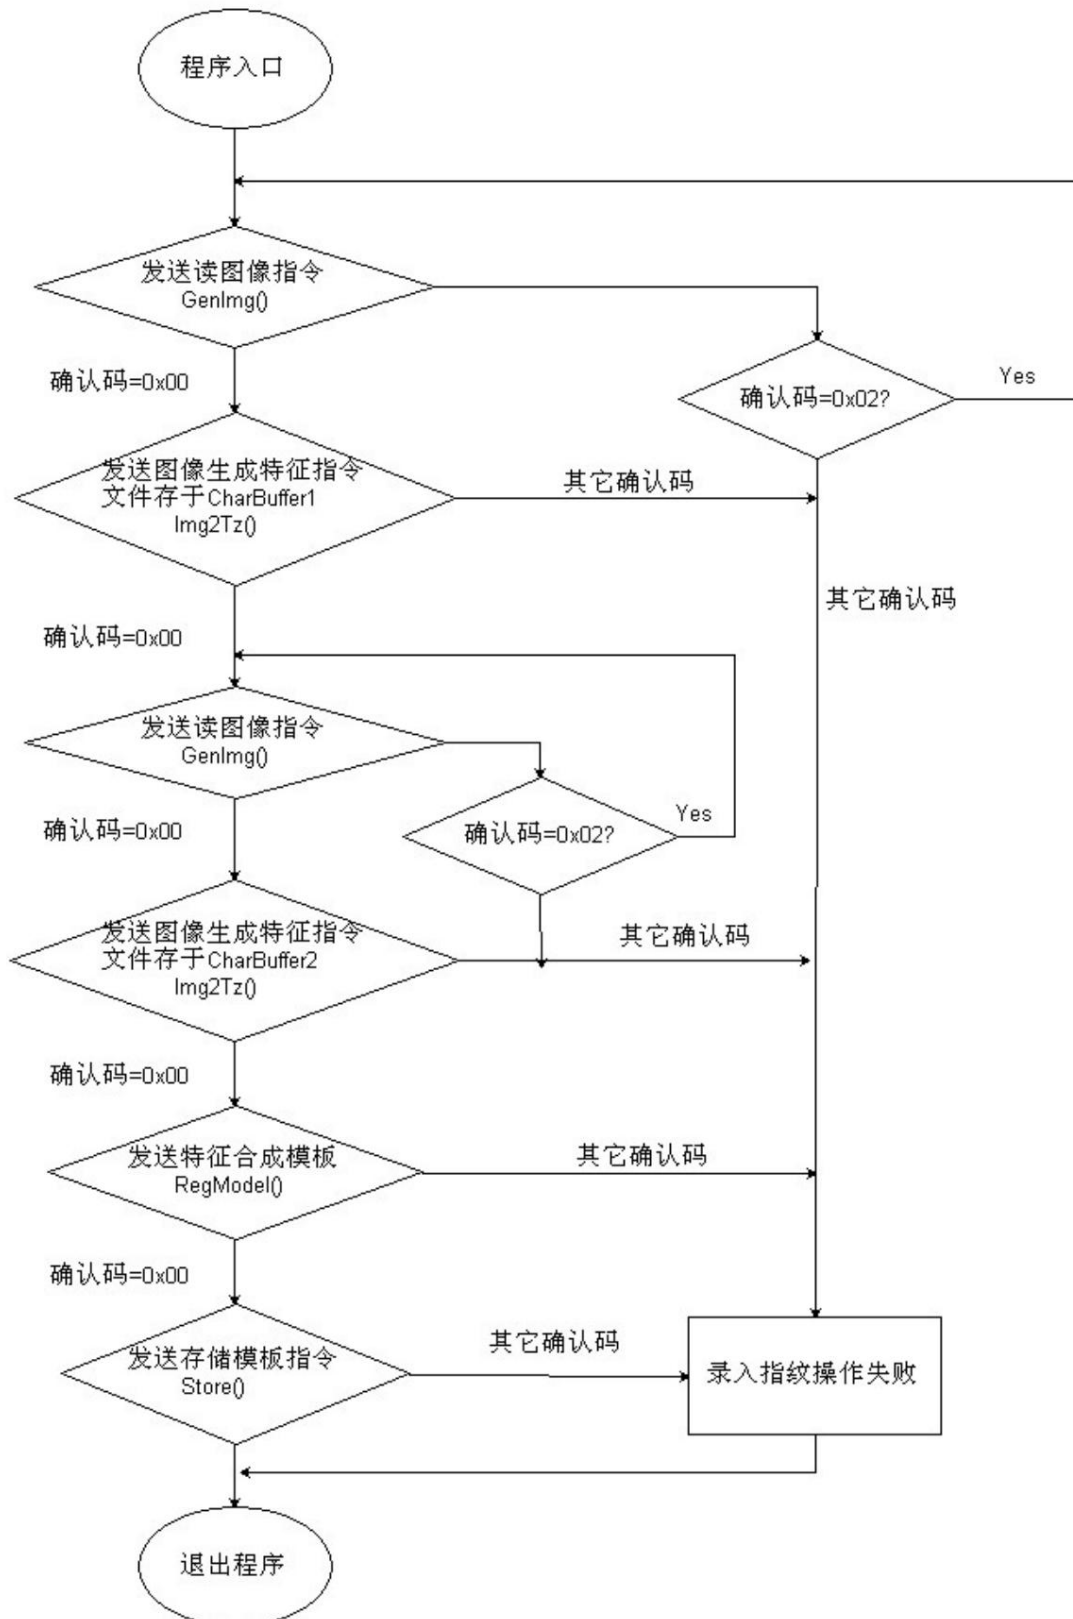 程序入口
发送读图像指令
GenImg()
确认码=0x00
确认码=0x02?
Yes
发送图像生成特征指令
文件存于CharBuffer1
Img2Tz()
其它确认码
其它确认码
确认码=0x00
发送读图像指令
GenImg()
确认码=0x00
确认码=0x02?
Yes
发送图像生成特征指令
文件存于CharBuffer2
Img2Tz()
其它确认码
确认码=0x00
发送特征合成模板
RegModel()
其它确认码
确认码=0x00
发送存储模板指令
Store()
其它确认码
录入指纹操作失败
退出程序